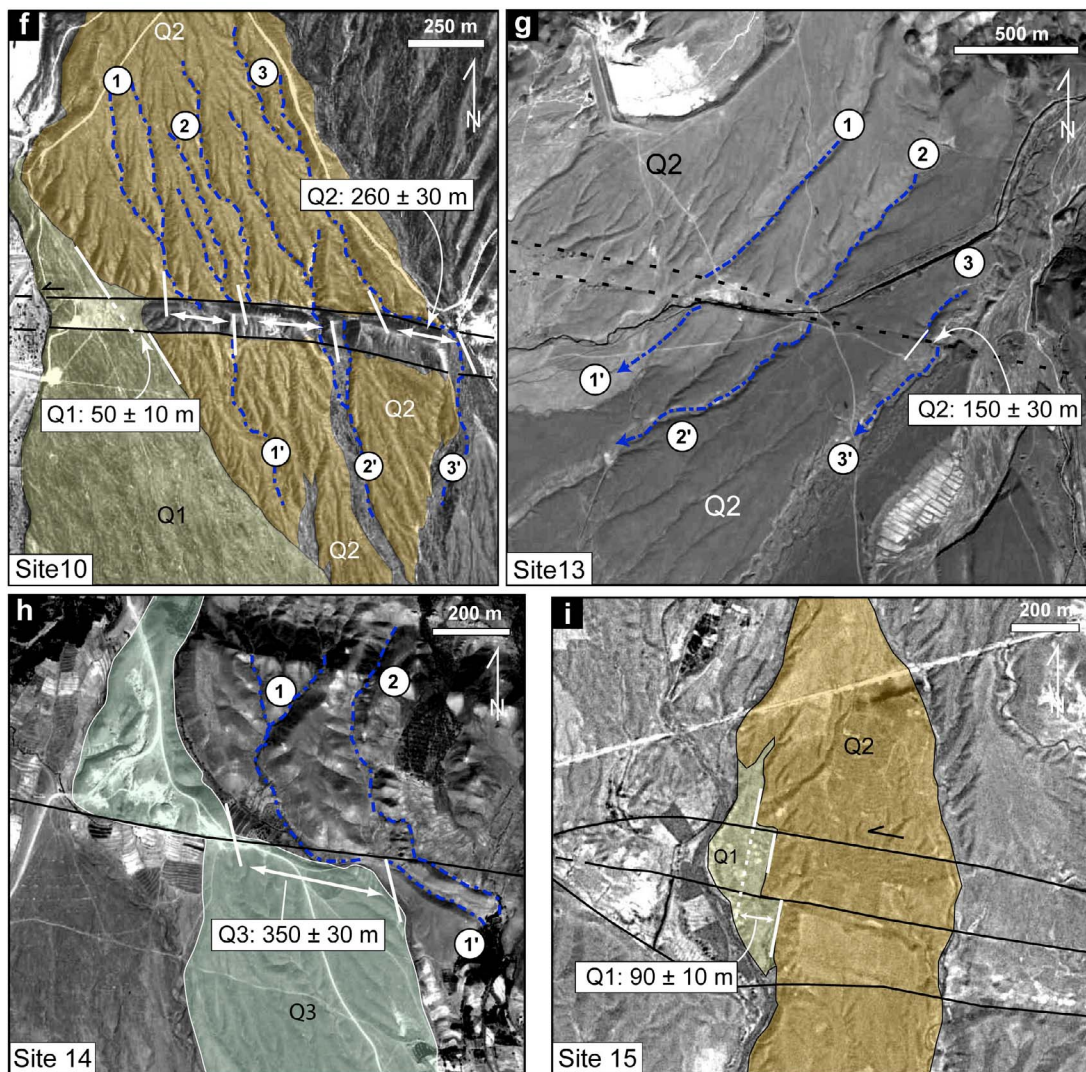 f
Q2
250 m
N
1
2
3
Q2: 260 ± 30 m
Q1: 50 ± 10 m
Q2
1'
2'
3'
Q1
Q2
Site10
g
500 m
N
1
2
Q2
3
1'
Q2: 150 ± 30 m
2'
3'
Q2
Site13
h
200 m
N
1
2
Q3: 350 ± 30 m
1'
Q3
Site 14
i
200 m
N
Q2
Q1
Q1: 90 ± 10 m
Site 15